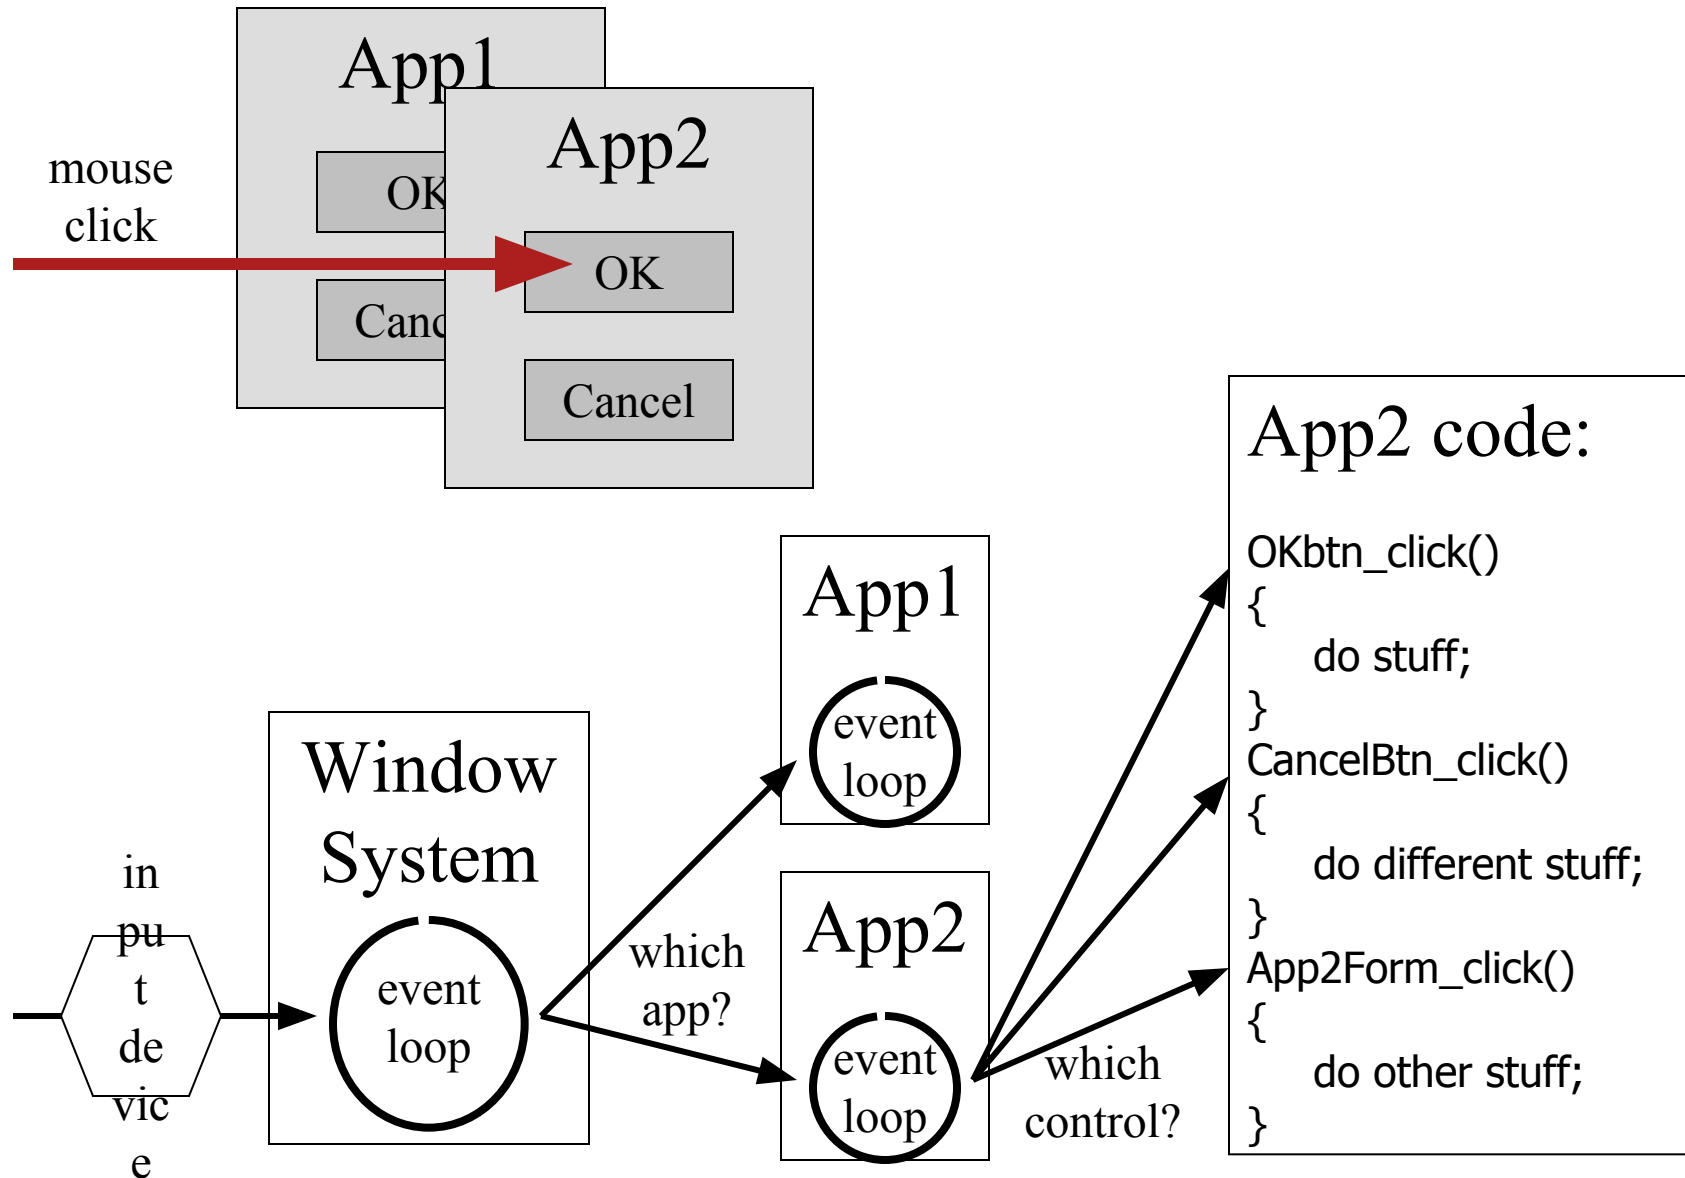 App1
App2
mouse
click
OK
OK
Canc
Cancel
App2 code:
OKbtn_click()
{
do stuff;
}
CancelBtn_click()
{
do different stuff;
}
App2Form_click()
{
do other stuff;
}
App1
event
loop
Window
System
event
loop
in
pu
t
de
vic
e
which
app?
App2
event
loop
which
control?